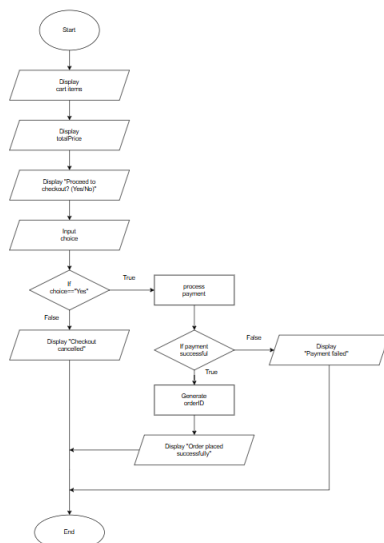 Start
Display
cart items
Display
totalPrice
Display "Proceed to
checkout? (Yes/No)"
Input
choice
If
choice=="Yes"
True
process
payment
False
Display "Checkout
cancelled"
If payment
successful
False
Display
"Payment failed"
True
Generate
orderID
Display "Order placed
successfully"
End